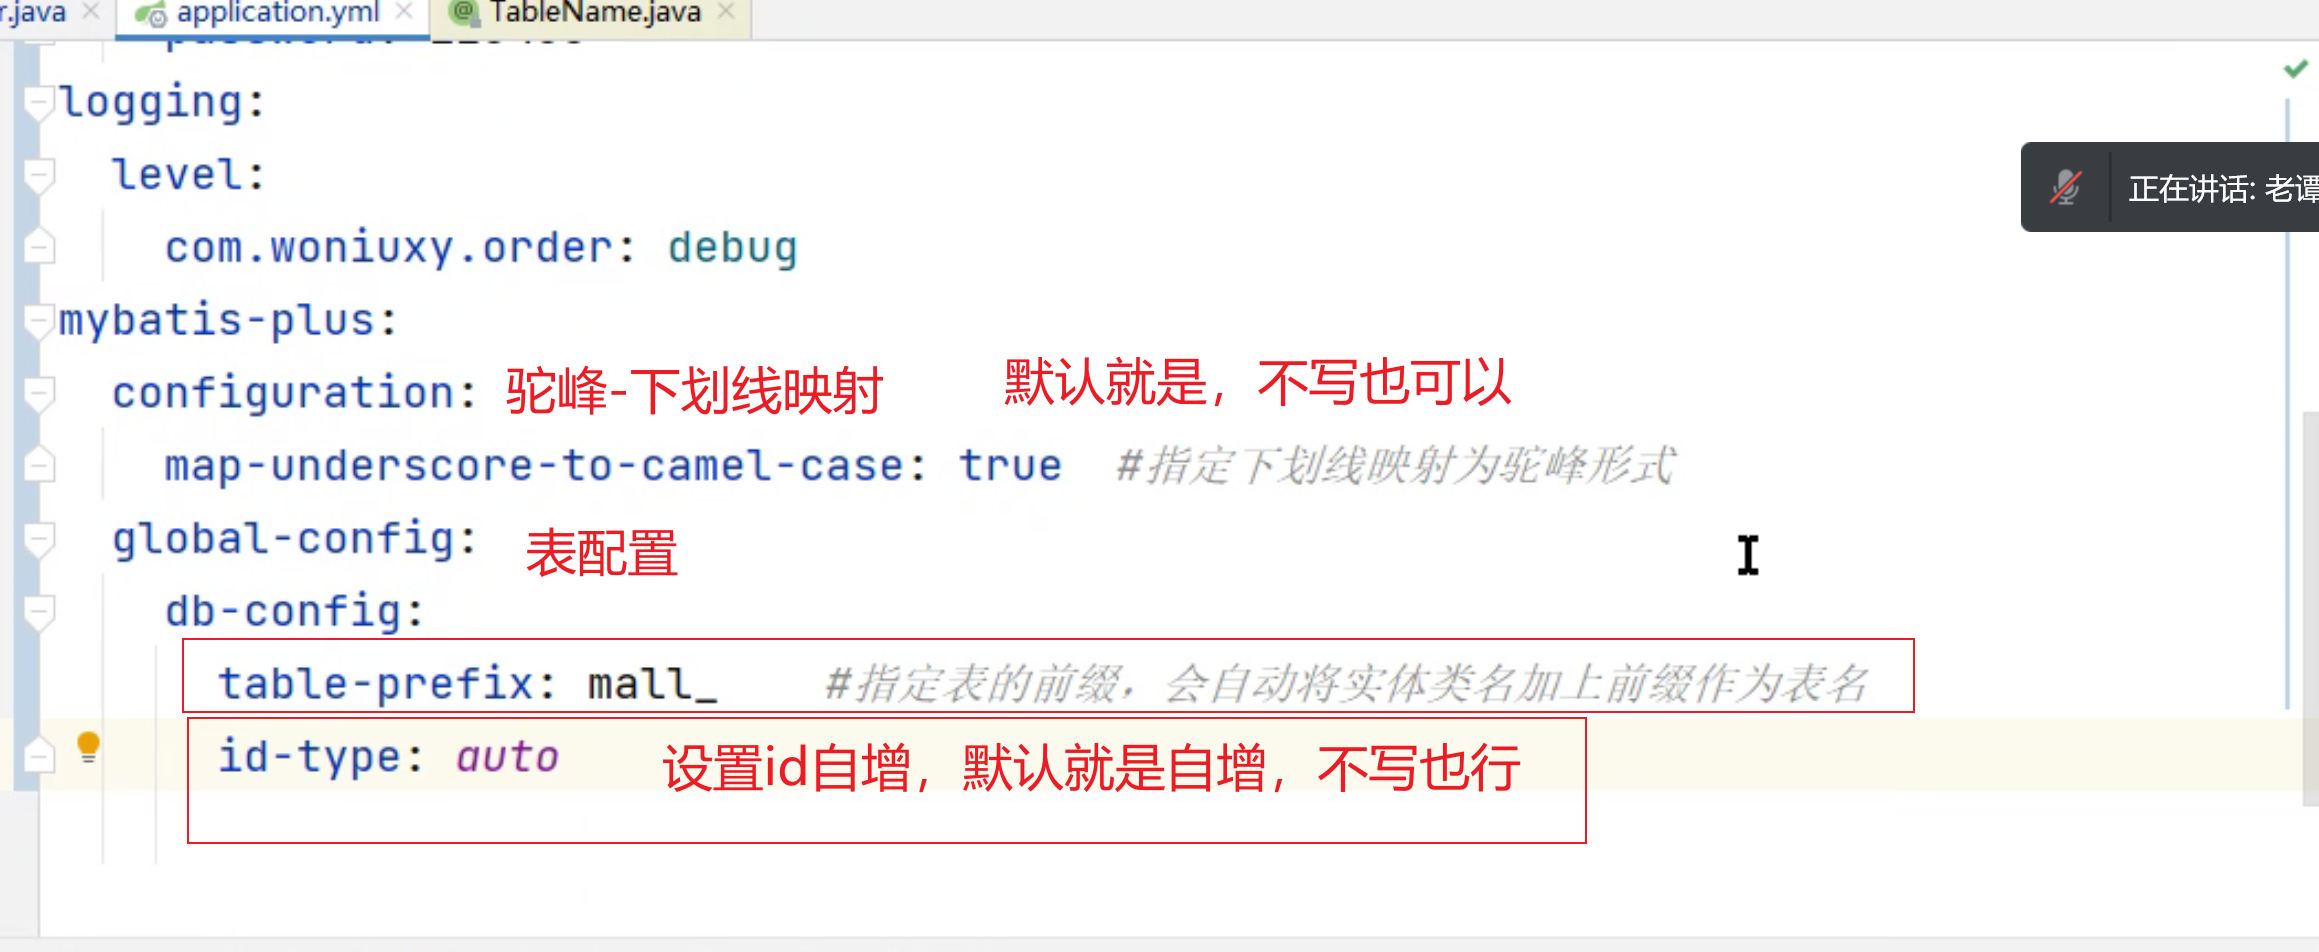 r.java
application.yml
TableName.java
logging:
level:
正在讲话: 老谭
com.woniuxy.order: debug
mybatis-plus:
configuration: 驼峰-下划线映射 默认就是，不写也可以
map-underscore-to-camel-case: true #指定下划线映射为驼峰形式
global-config: 表配置
db-config:
table-prefix: mall_ #指定表的前缀，会自动将实体类名加上前缀作为表名
id-type: auto 设置id自增，默认就是自增，不写也行